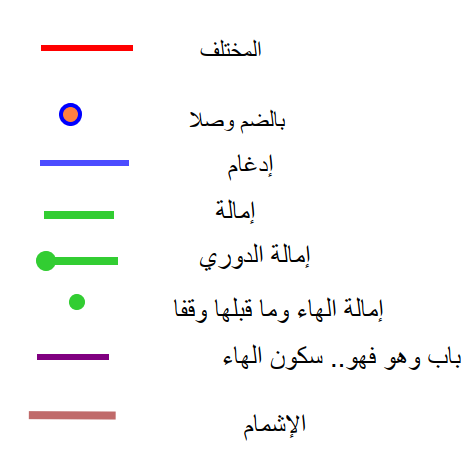 المختلف
بالضم وصلا
إدغام
إمالة
إمالة الدوري
إمالة الهاء وما قبلها وقفا
باب وهو فهو.. سكون الهاء
الإشمام